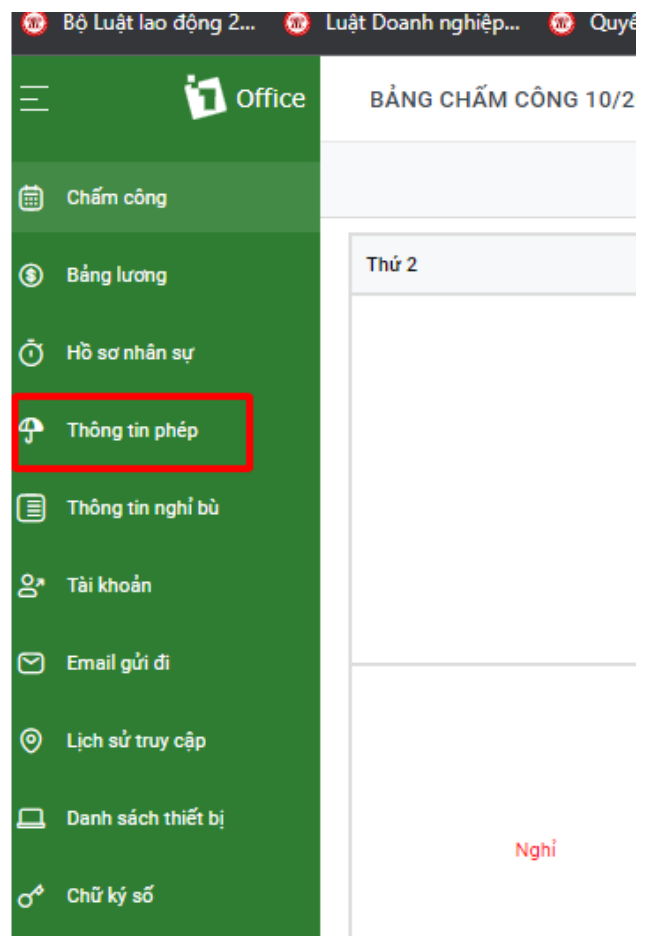 Bộ Luật lao động 2... Luật Doanh nghiệp... Quyế
Office BẢNG CHẤM CÔNG 10/2
Chấm công
Thứ 2
Bảng lương
Hồ sơ nhân sự
Thông tin phép
Thông tin nghỉ bù
Tài khoản
Email gửi đi
Lịch sử truy cập
Danh sách thiết bị
Nghỉ
Chữ ký số